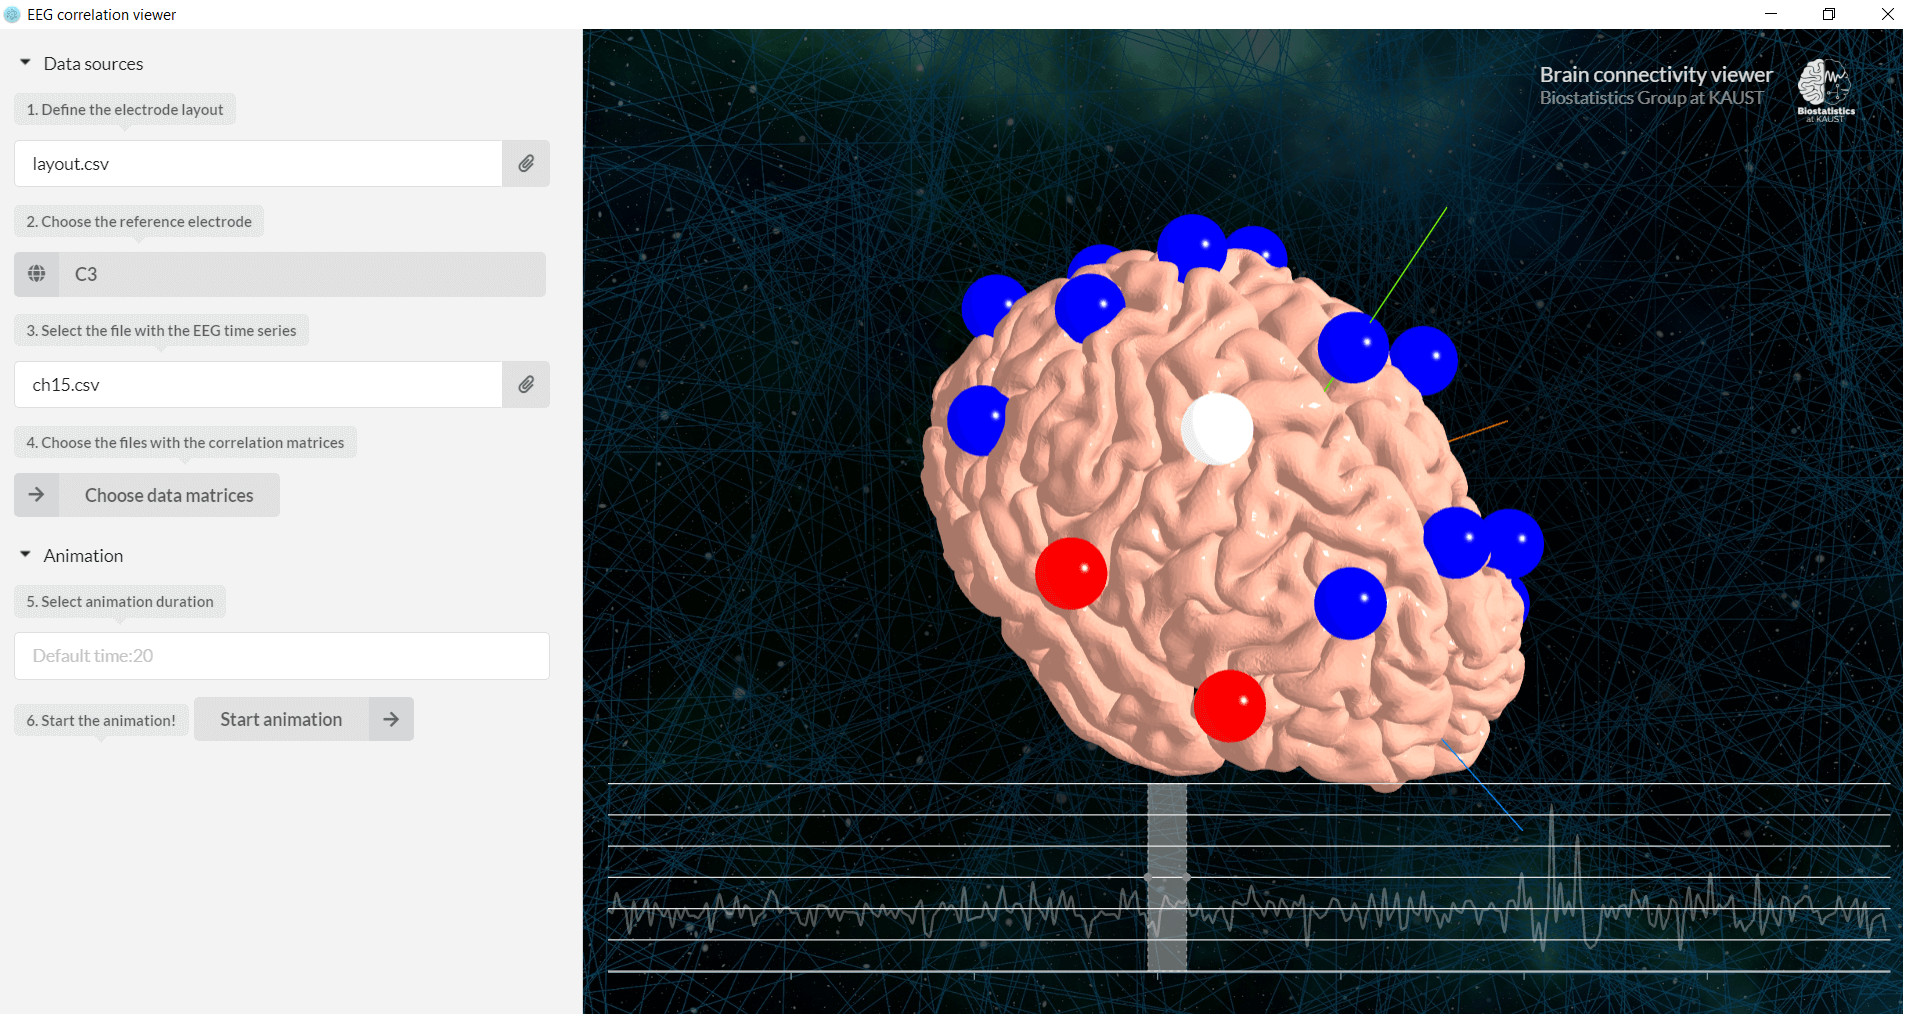 EEG correlation viewer
Data sources
1. Define the electrode layout
layout.csv
2. Choose the reference electrode
C3
3. Select the file with the EEG time series
ch15.csv
4. Choose the files with the correlation matrices
Choose data matrices
Animation
5. Select animation duration
Default time:20
6. Start the animation!
Start animation
Brain connectivity viewer
Biostatistics Group at KAUST
Biostatistics
at KAUST